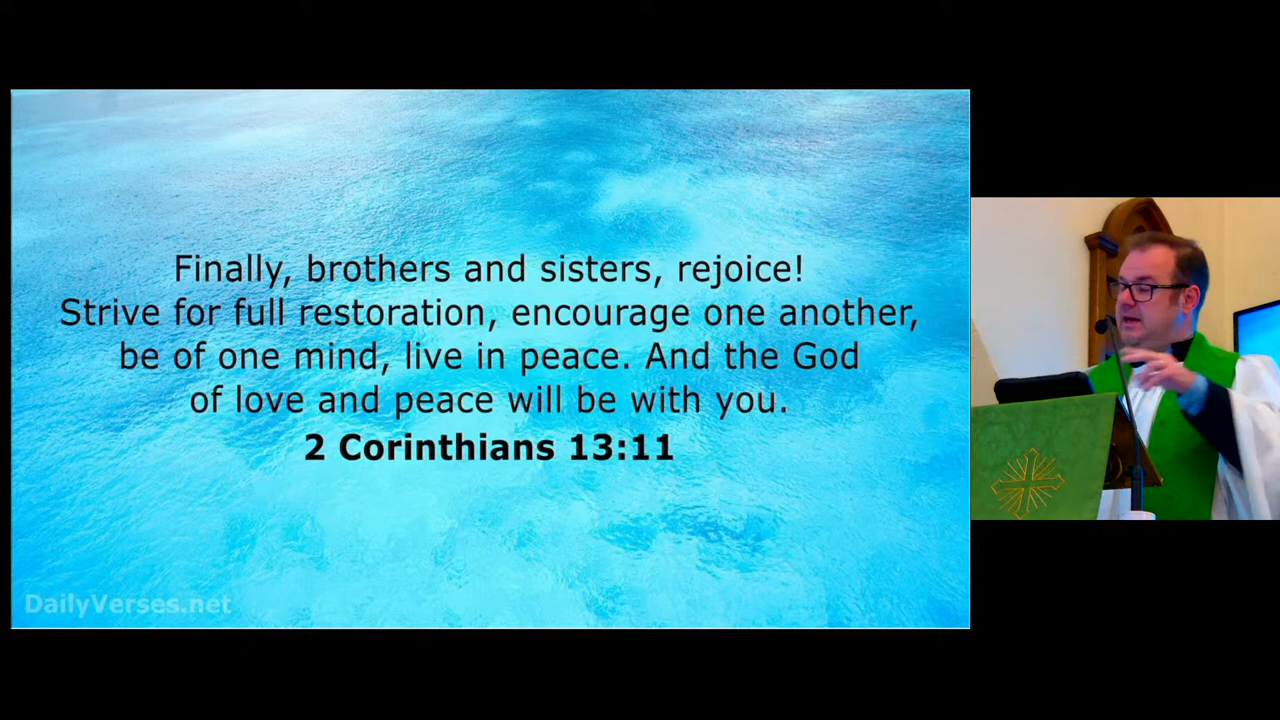 Finally, brothers and sisters, rejoice!
Strive for full restoration, encourage one another,
be of one mind, live in peace. And the God
of love and peace will be with you.
2 Corinthians 13:11
DailyVerses.net